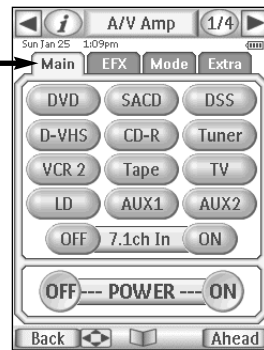 i A/V Amp 1/4
Sun Jan 25 1:09pm
Main EFX Mode Extra
DVD SACD DSS
D-VHS CD-R Tuner
VCR 2 Tape TV
LD AUX1 AUX2
OFF 7.1ch In ON
OFF --- POWER --- ON
Back Ahead